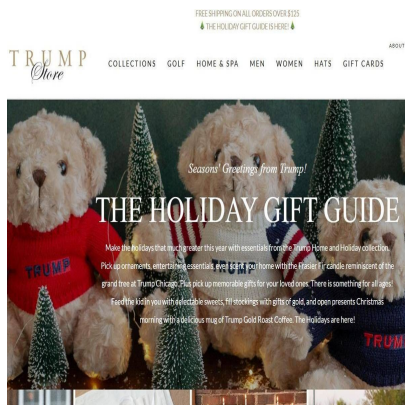 FREE SHIPPING ON ALL ORDERS OVER $125
THE HOLIDAY GIFT GUIDE IS HERE!
ABOUT
TRUMP
Store
COLLECTIONS GOLF HOME & SPA MEN WOMEN HATS GIFT CARDS
Seasons' Greetings from Trump!
THE HOLIDAY GIFT GUIDE
Make the holidays that much greater this year with essentials from the Trump Home and Holiday collection.
Pick up ornaments, entertaining essentials, even scent your home with the Frasier Fir candle reminiscent of the
grand tree at Trump Chicago. Plus pick up memorable gifts for your loved ones. There is something for all ages!
Feed the kid in you with delectable sweets, fill stockings with gifts of gold, and open presents Christmas
morning with a delicious mug of Trump Gold Roast Coffee. The Holidays are here!
TRUMP
TRUM